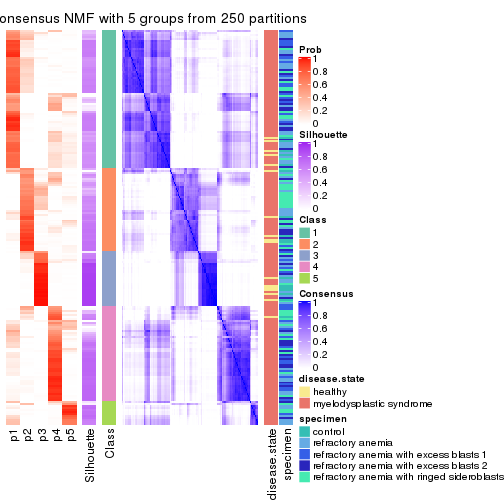 onsensus NMF with 5 groups from 250 partitions
Prob
1
0.8
0.6
0.4
0.2
0
Silhouette
1
0.8
0.6
0.4
0.2
0
Class
1
2
3
4
5
Consensus
1
0.8
0.6
0.4
0.2
0
disease.state
healthy
myelodysplastic syndrome
specimen
control
refractory anemia
refractory anemia with excess blasts 1
refractory anemia with excess blasts 2
refractory anemia with ringed sideroblasts
p1
p2
p3
p4
p5
Silhouette
Class
disease.state
specimen